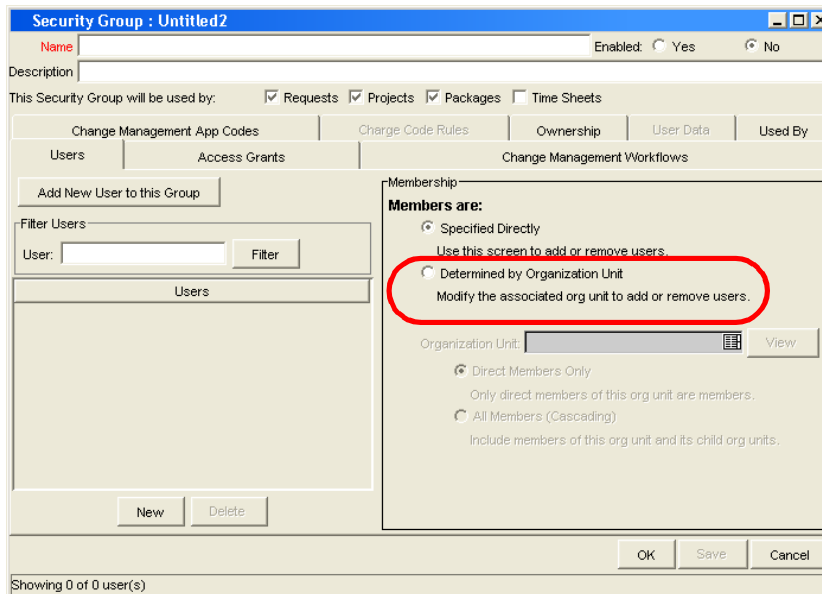 Security Group : Untitled2
Name
Enabled: Yes No
Description
This Security Group will be used by: Requests Projects Packages Time Sheets
Change Management App Codes Charge Code Rules Ownership User Data Used By
Users Access Grants Change Management Workflows
Add New User to this Group
Filter Users
User: Filter
Users
New Delete
Membership
Members are:
Specified Directly
Use this screen to add or remove users.
Determined by Organization Unit
Modify the associated org unit to add or remove users.
Organization Unit: View
Direct Members Only
Only direct members of this org unit are members.
All Members (Cascading)
Include members of this org unit and its child org units.
OK Save Cancel
Showing 0 of 0 user(s)